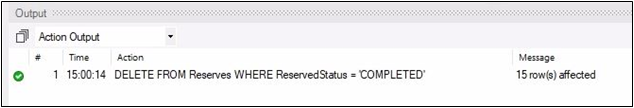 Output
Action Output
# Time Action Message
1 15:00:14 DELETE FROM Reserves WHERE ReservedStatus = 'COMPLETED' 15 row(s) affected